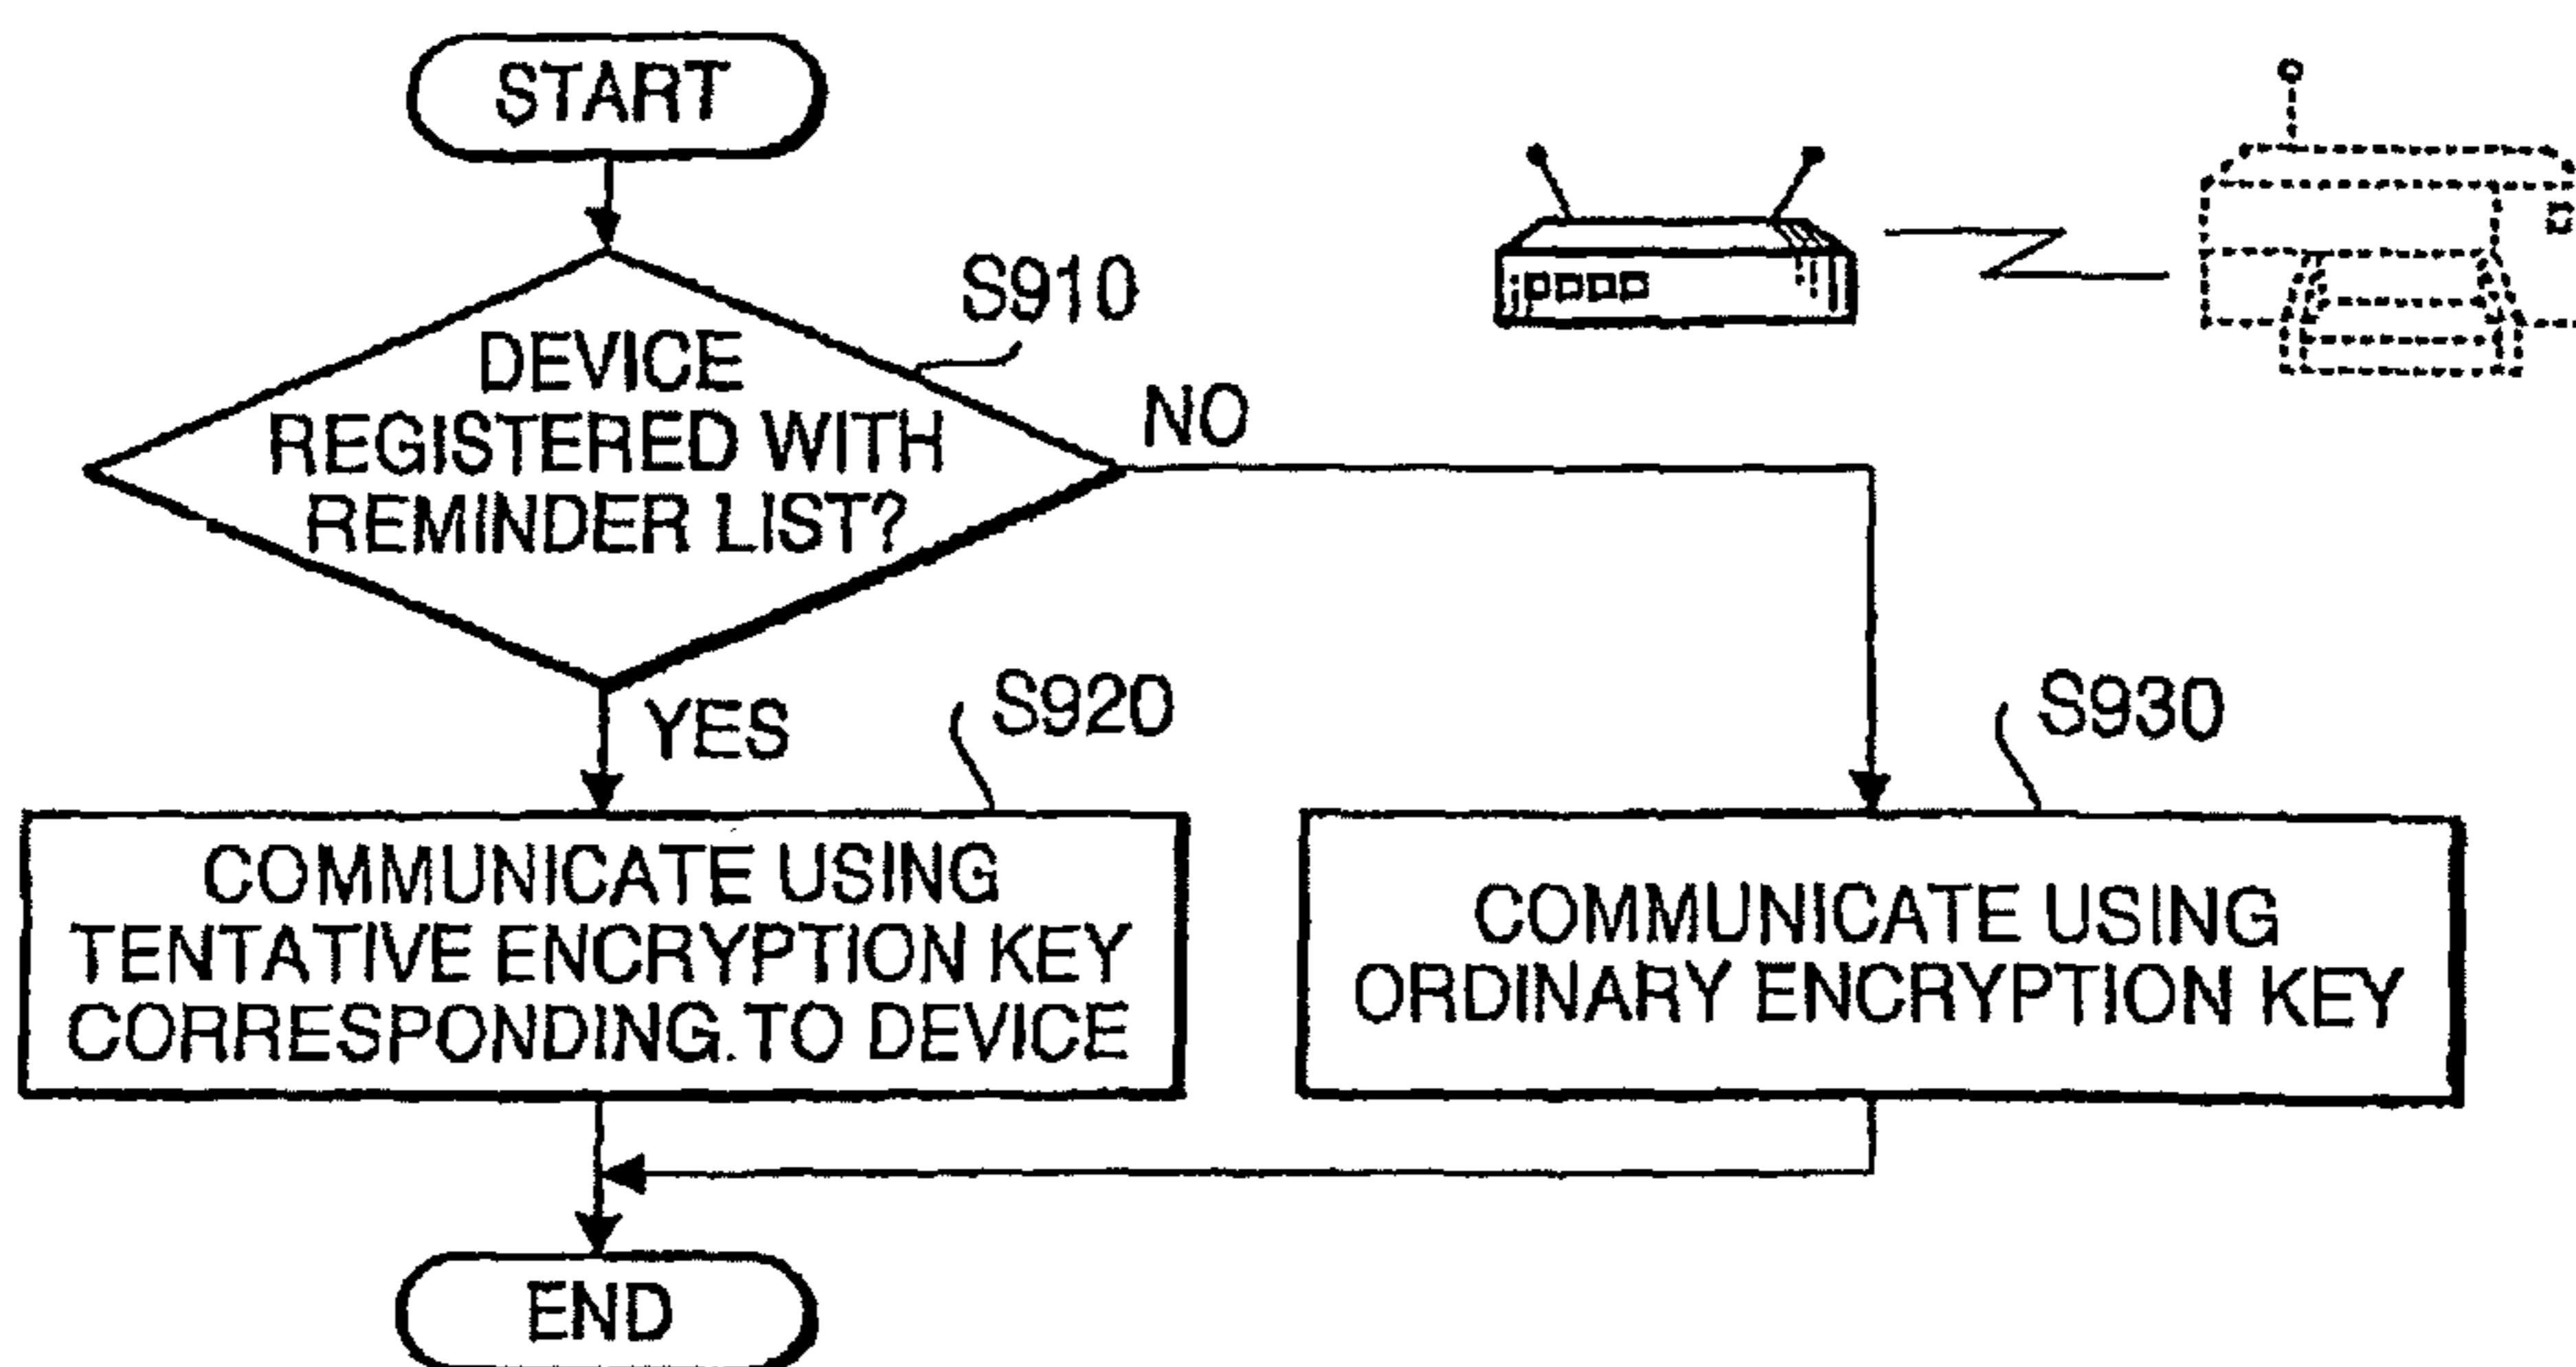 START
S910
DEVICE
REGISTERED WITH
REMINDER LIST?
NO
YES
S920
S930
COMMUNICATE USING
TENTATIVE ENCRYPTION KEY
CORRESPONDING. TO DEVICE
COMMUNICATE USING
ORDINARY ENCRYPTION KEY
END